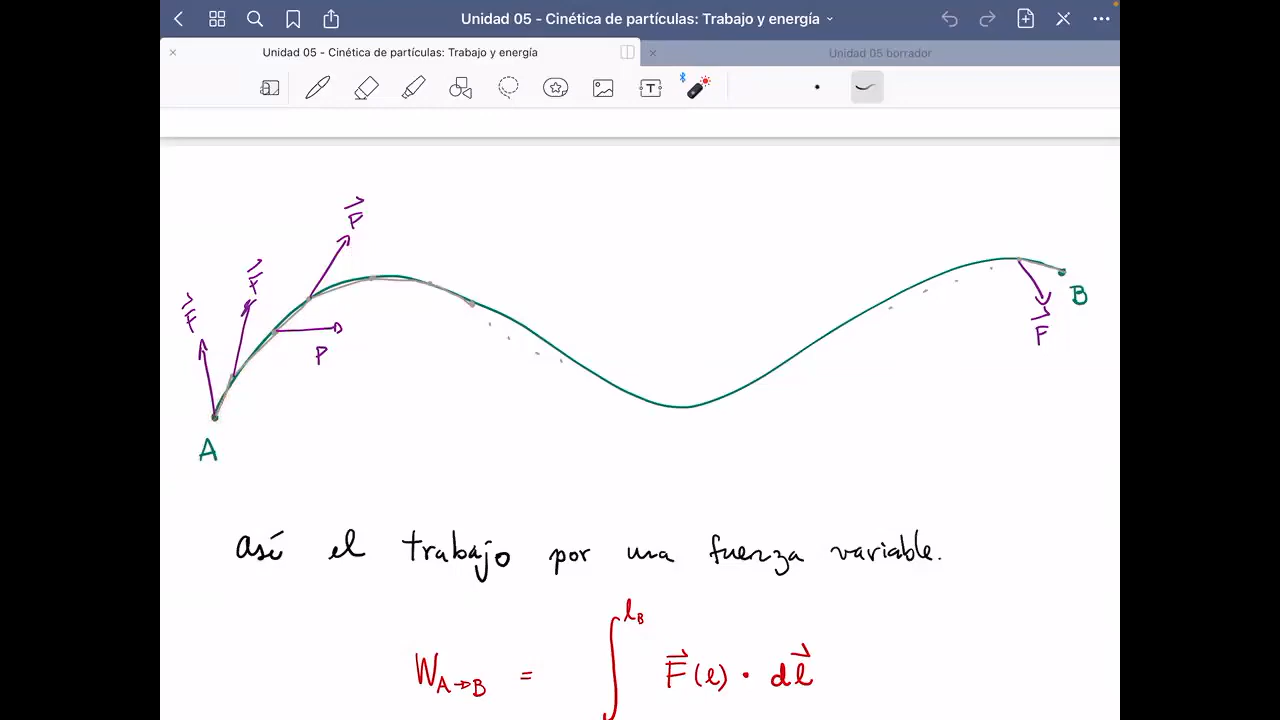 Unidad 05 - Cinética de partículas: Trabajo y energía
Unidad 05 - Cinética de partículas: Trabajo y energía
Unidad 05 borrador
F
F
F
P
F
A
B
así el trabajo por una fuerza variable.
W A→B = ∫ l_B F(l) · dl